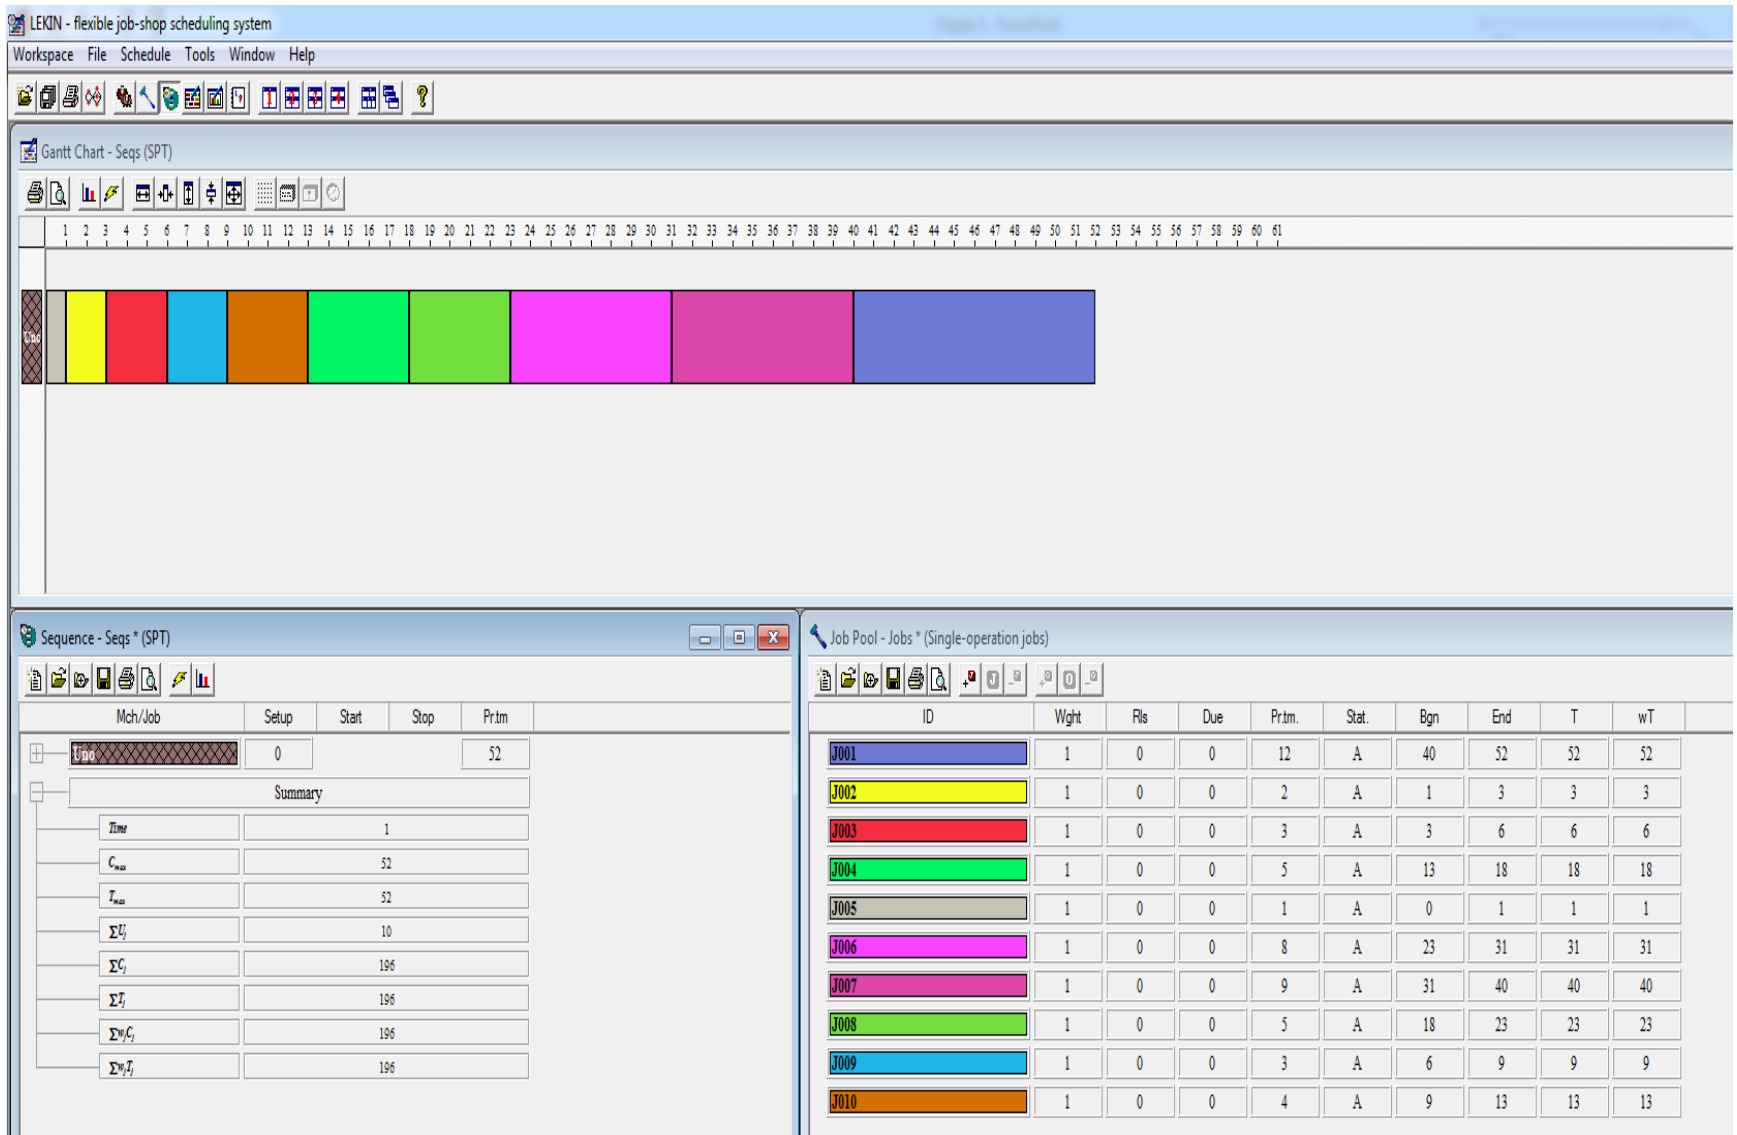 LEKIN - flexible job-shop scheduling system
Workspace File Schedule Tools Window Help
Gantt Chart - Seqs (SPT)
1 2 3 4 5 6 7 8 9 10 11 12 13 14 15 16 17 18 19 20 21 22 23 24 25 26 27 28 29 30 31 32 33 34 35 36 37 38 39 40 41 42 43 44 45 46 47 48 49 50 51 52 53 54 55 56 57 58 59 60 61
Uno
Sequence - Seqs * (SPT)
Mch/Job Setup Start Stop Pr.tm
Uno 0 52
Summary
Time 1
Cmax 52
Tmax 52
ΣUj 10
ΣCj 196
ΣTj 196
ΣwjCj 196
ΣwjTj 196
Job Pool - Jobs * (Single-operation jobs)
ID Wght Rls Due Pr.tm. Stat. Bgn End T wT
J001 1 0 0 12 A 40 52 52 52
J002 1 0 0 2 A 1 3 3 3
J003 1 0 0 3 A 3 6 6 6
J004 1 0 0 5 A 13 18 18 18
J005 1 0 0 1 A 0 1 1 1
J006 1 0 0 8 A 23 31 31 31
J007 1 0 0 9 A 31 40 40 40
J008 1 0 0 5 A 18 23 23 23
J009 1 0 0 3 A 6 9 9 9
J010 1 0 0 4 A 9 13 13 13